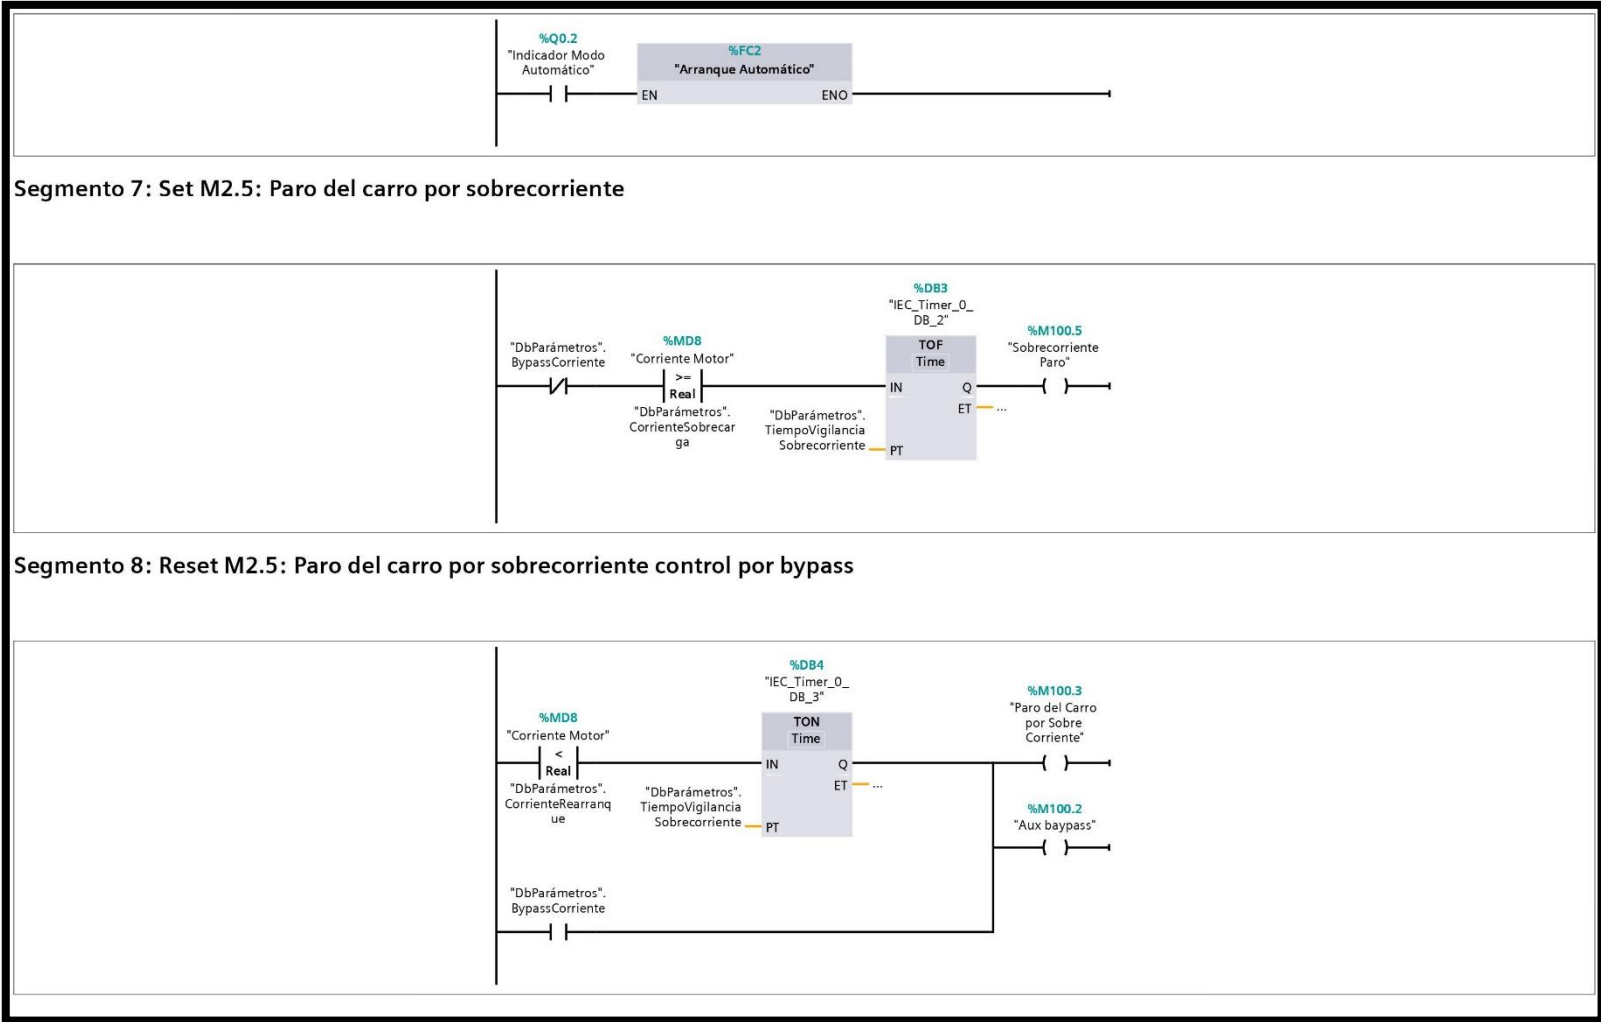 %Q0.2
"Indicador Modo
Automático"
%FC2
"Arranque Automático"
EN
ENO
Segmento 7: Set M2.5: Paro del carro por sobrecorriente
"DbParámetros".
BypassCorriente
%MD8
"Corriente Motor"
>=
Real
"DbParámetros".
CorrienteSobrecar
ga
"DbParámetros".
TiempoVigilancia
Sobrecorriente
%DB3
"IEC_Timer_0_
DB_2"
TOF
Time
IN
Q
ET
...
PT
%M100.5
"Sobrecorriente
Paro"
Segmento 8: Reset M2.5: Paro del carro por sobrecorriente control por bypass
%MD8
"Corriente Motor"
<
Real
"DbParámetros".
CorrienteRearranq
ue
"DbParámetros".
TiempoVigilancia
Sobrecorriente
%DB4
"IEC_Timer_0_
DB_3"
TON
Time
IN
Q
ET
...
PT
%M100.3
"Paro del Carro
por Sobre
Corriente"
%M100.2
"Aux baypass"
"DbParámetros".
BypassCorriente